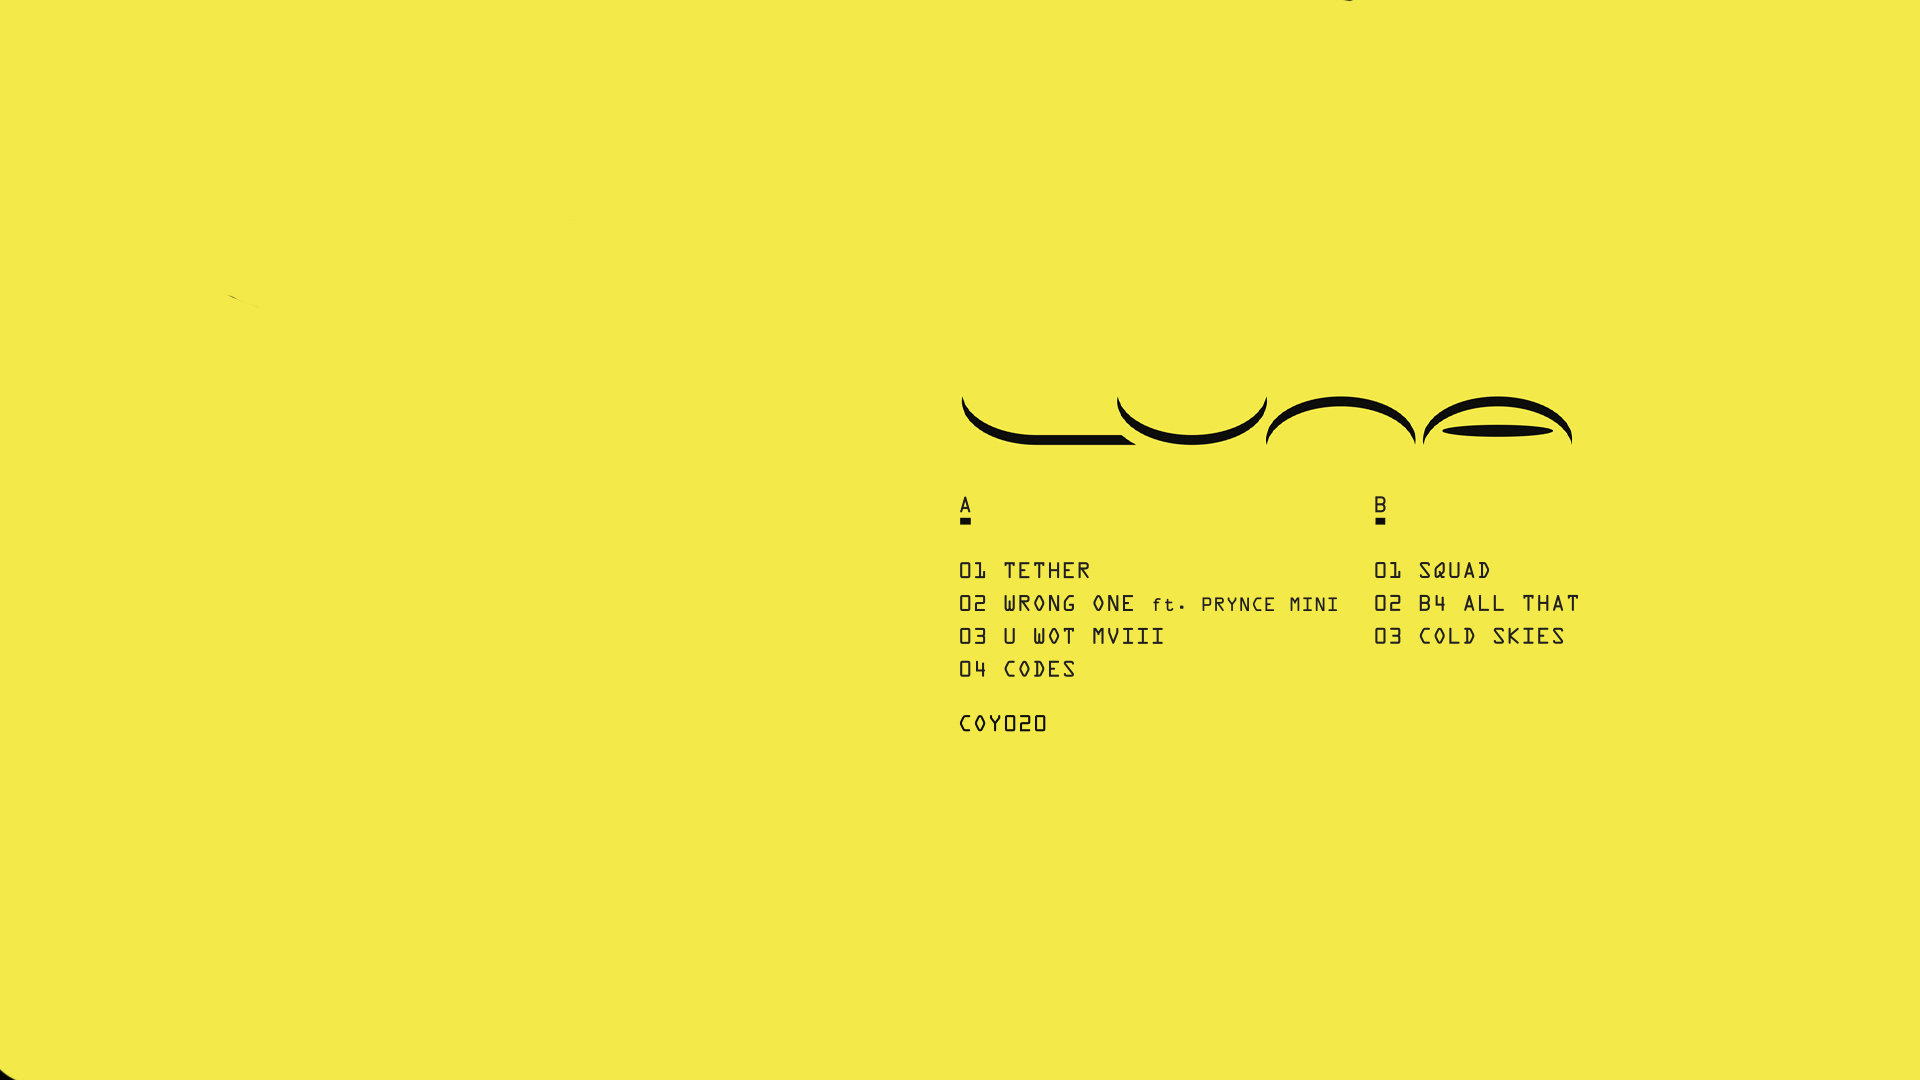 Luna
A
01 TETHER
02 WRONG ONE ft. PRYNCE MINI
03 U WOT MVIII
04 CODES
B
01 SQUAD
02 B4 ALL THAT
03 COLD SKIES
COY020